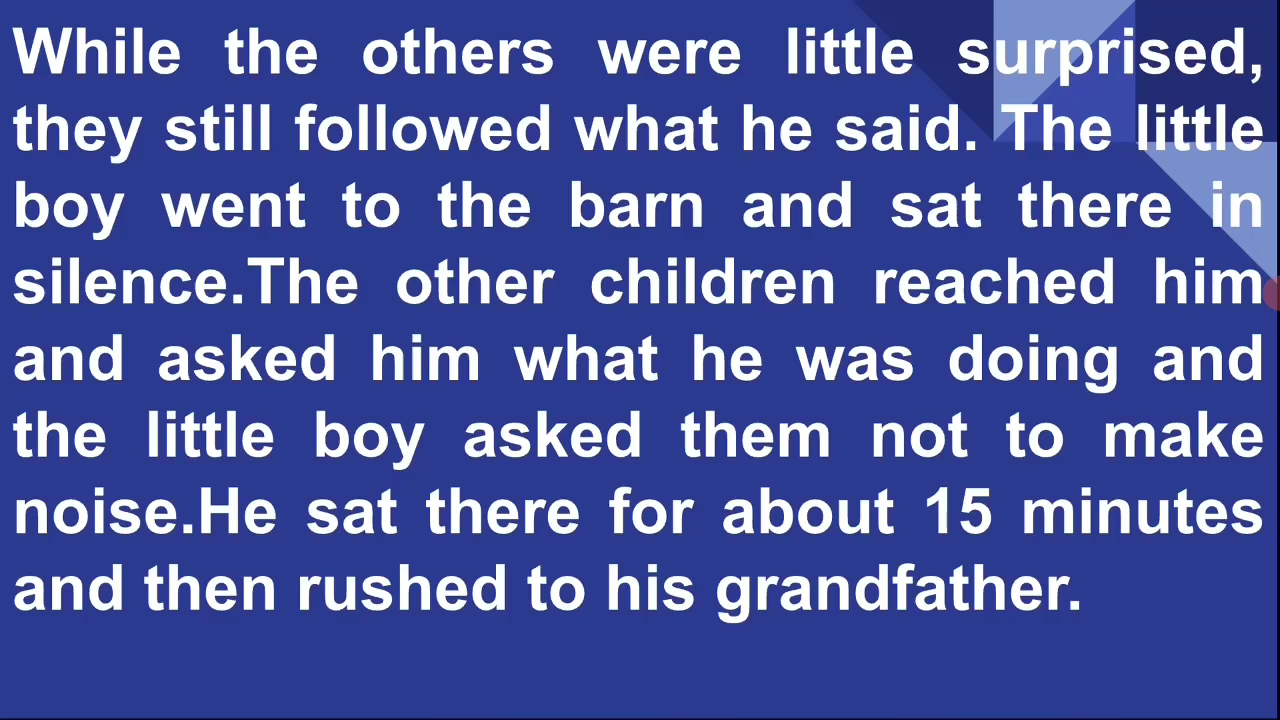 While the others were little surprised,
they still followed what he said. The little
boy went to the barn and sat there in
silence.The other children reached him
and asked him what he was doing and
the little boy asked them not to make
noise.He sat there for about 15 minutes
and then rushed to his grandfather.